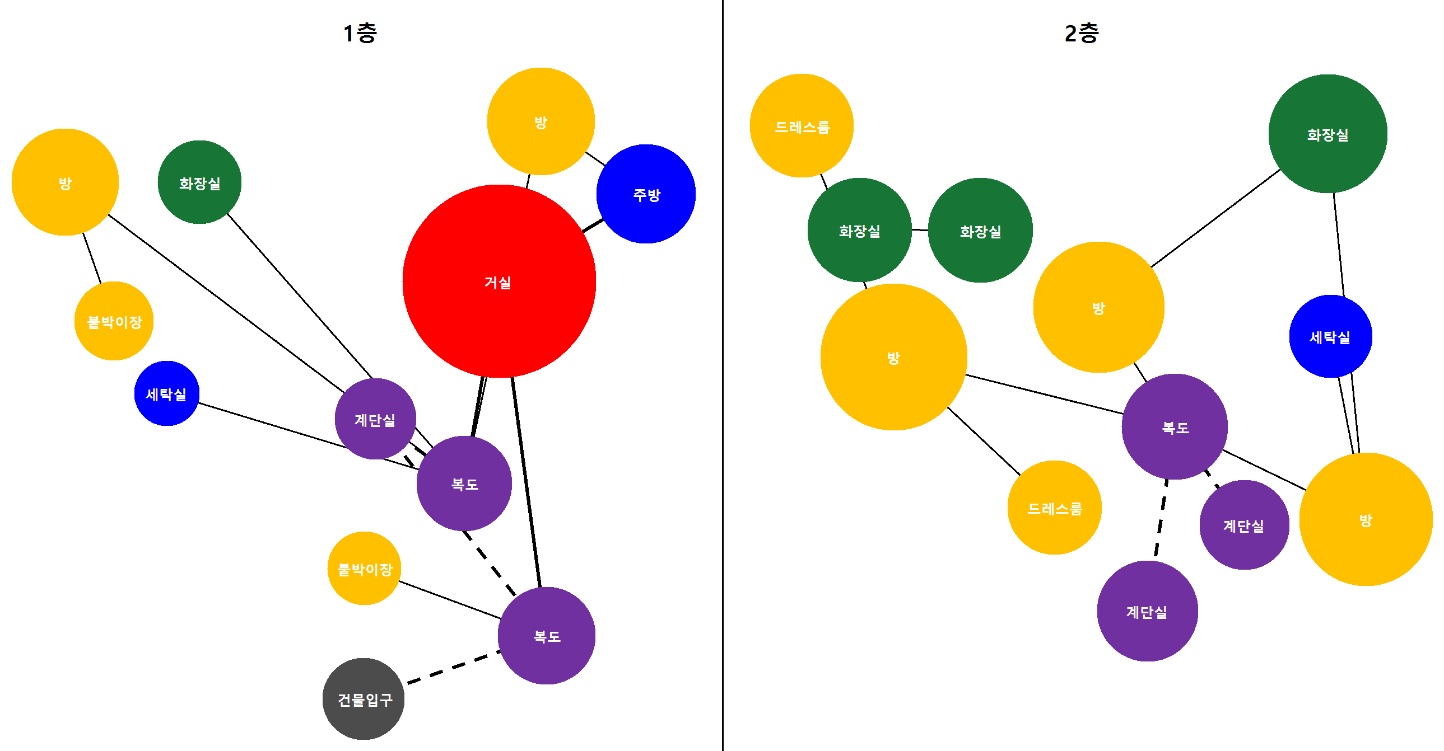 1층
방
방
화장실
주방
거실
붙박이장
세탁실
계단실
복도
붙박이장
복도
건물입구
2층
드레스룸
화장실
화장실
화장실
방
세탁실
방
복도
드레스룸
계단실
방
계단실